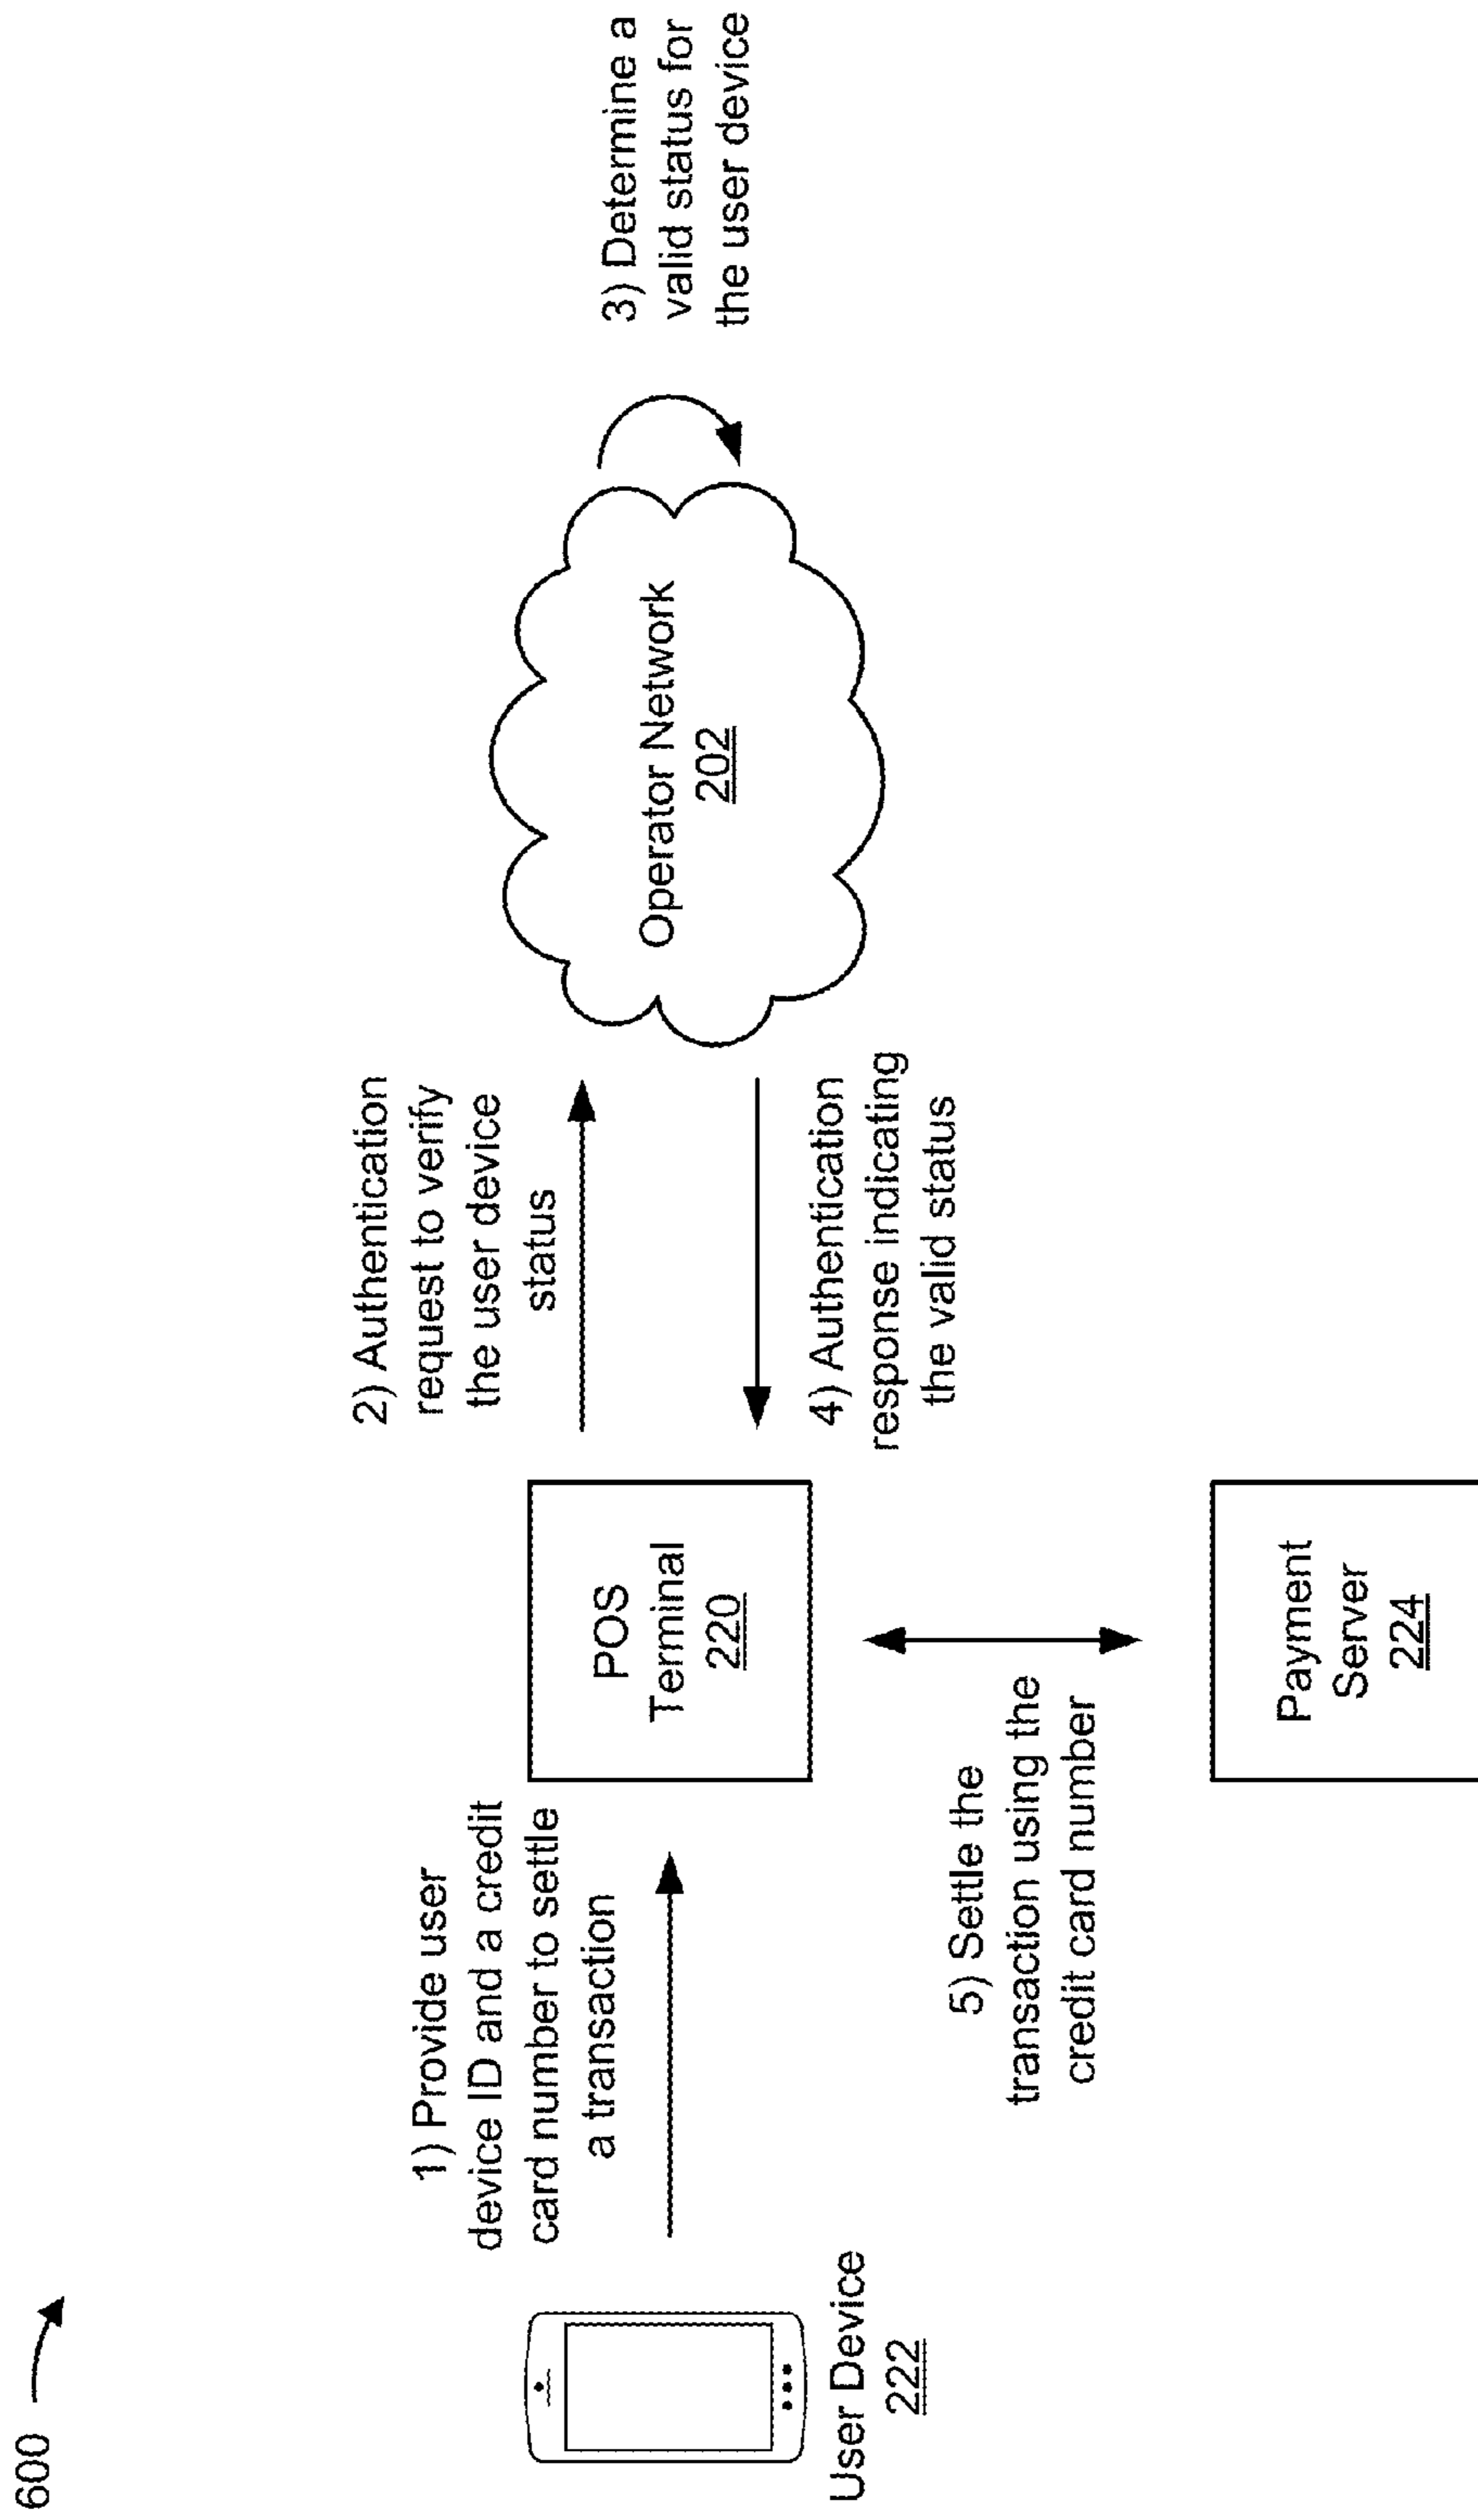 600
1) Provide user
device ID and a credit
card number to settle
a transaction
2) Authentication
request to verify
the user device
status
3) Determine a
valid status for
the user device
User Device
222
POS
Terminal
220
Operator Network
202
4) Authentication
response indicating
the valid status
5) Settle the
transaction using the
credit card number
Payment
Server
224